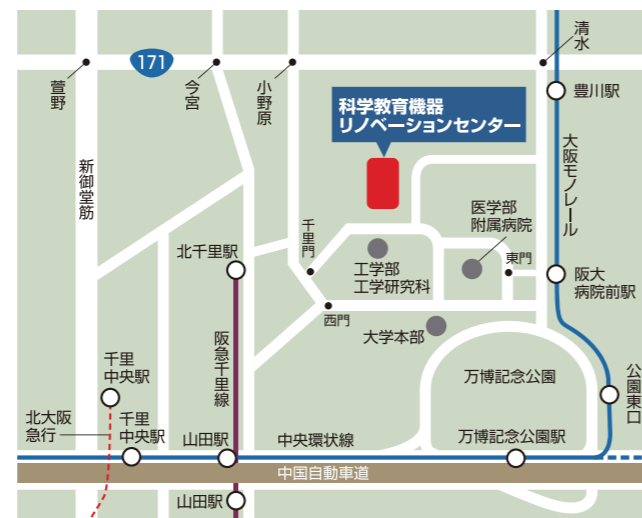 171
清水
萱野
今宮
小野原
豊川駅
科学教育機器
リノベーションセンター
大阪モノレール
新御堂筋
医学部
附属病院
千里門
北千里駅
工学部
工学研究科
東門
阪大
病院前駅
西門
大学本部
阪急千里線
千里
中央駅
万博記念公園
公園東口
北大阪
急行
千里
中央駅
山田駅
中央環状線
万博記念公園駅
中国自動車道
山田駅